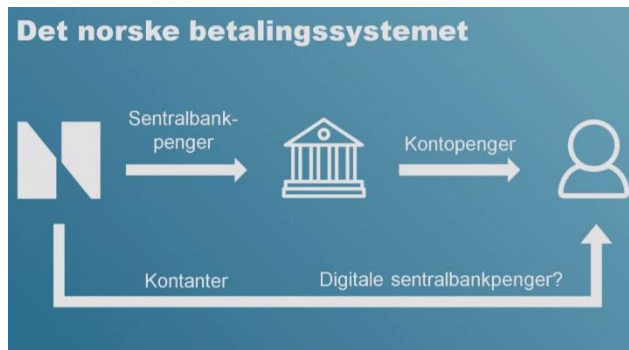 Det norske betalingssystemet
Sentralbank-
penger
Kontopenger
Kontanter
Digitale sentralbankpenger?